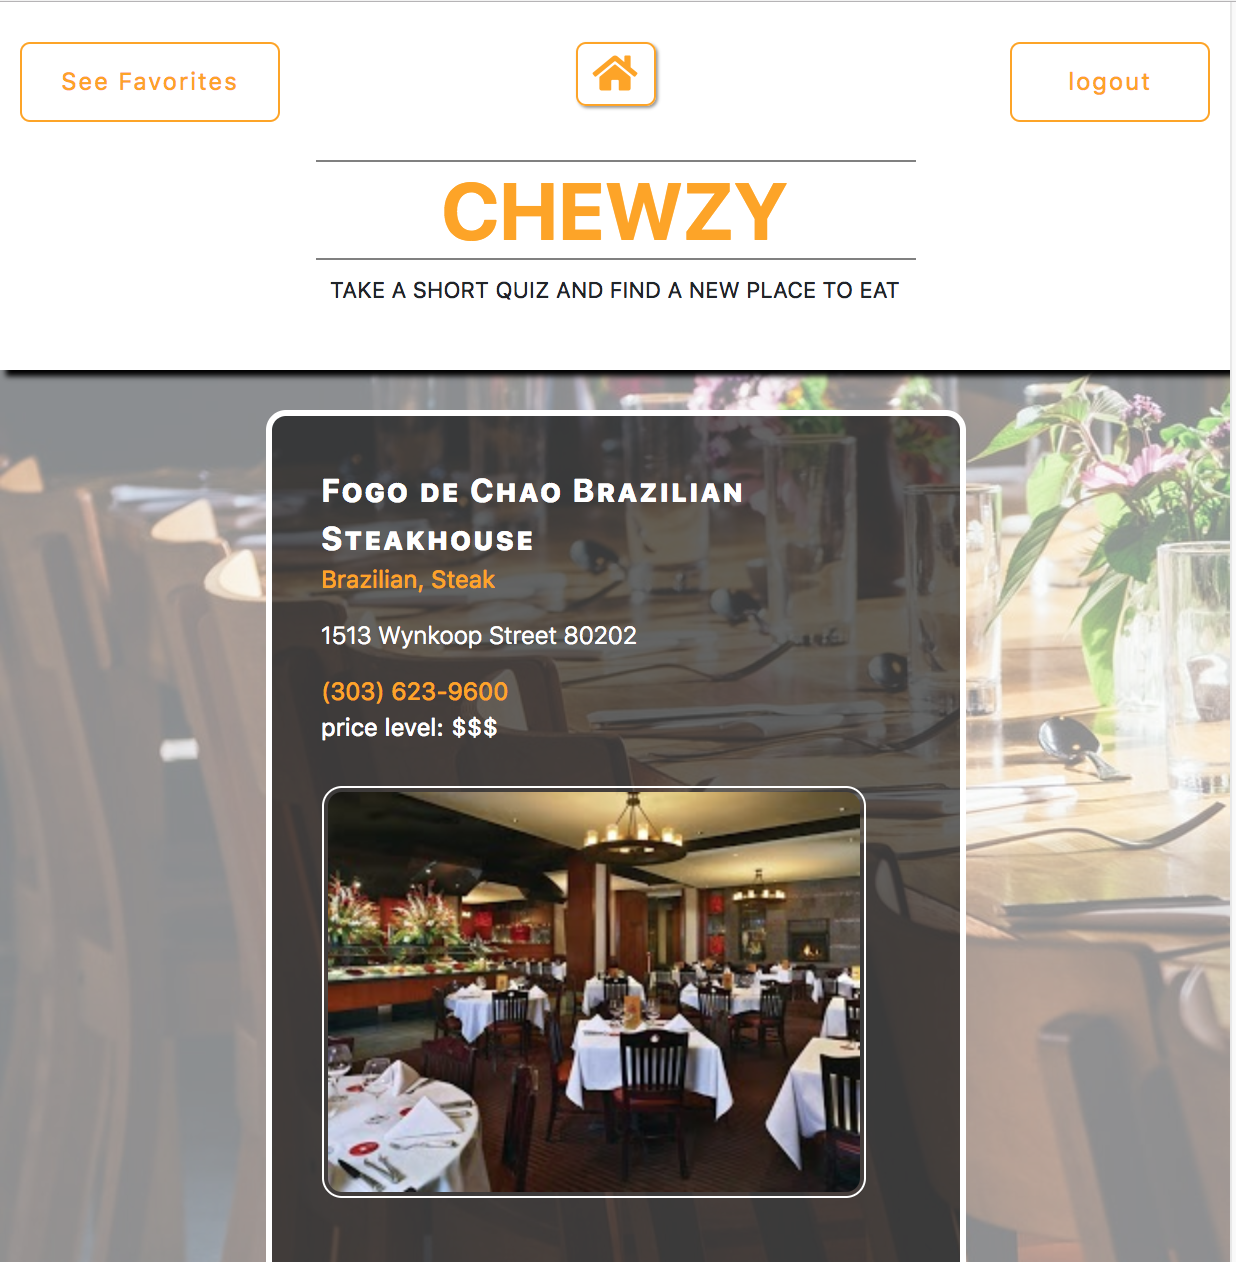 See Favorites
logout
CHEWZY
TAKE A SHORT QUIZ AND FIND A NEW PLACE TO EAT
Fogo de Chao Brazilian
Steakhouse
Brazilian, Steak
1513 Wynkoop Street 80202
(303) 623-9600
price level: $$$